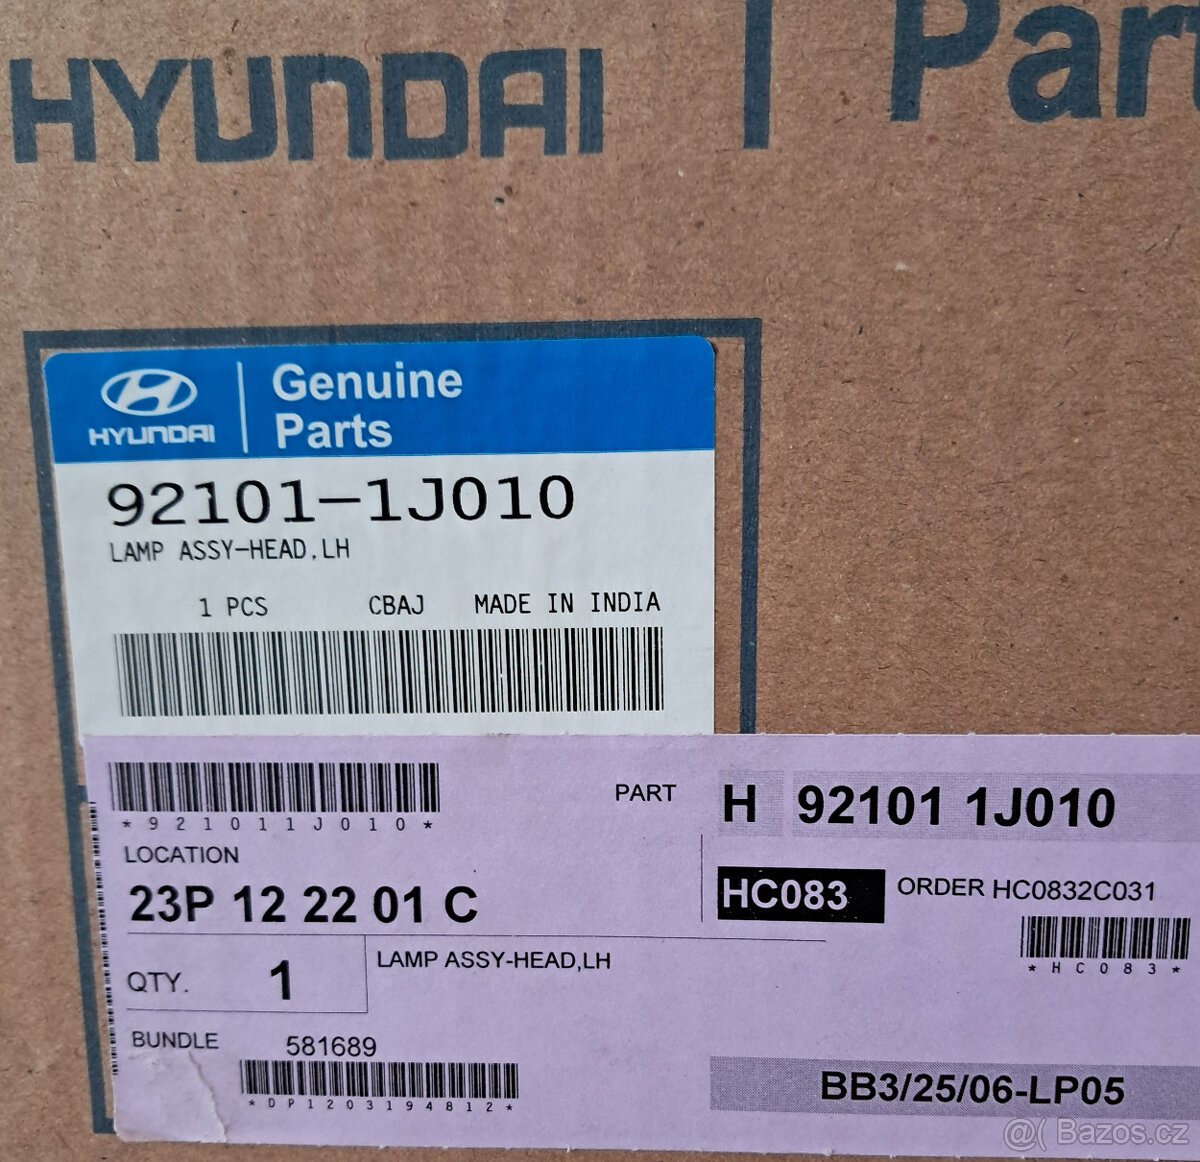 HYUNDAI | Part
HYUNDAI
Genuine
Parts
92101-1J010
LAMP ASSY-HEAD,LH
1 PCS CBAJ MADE IN INDIA
*921011J010*
PART H 92101 1J010
LOCATION
23P 12 22 01 C
HC083 ORDER HC0832C031
*HC083*
QTY. 1
LAMP ASSY-HEAD,LH
BUNDLE 581689
*DP1203194812*
BB3/25/06-LP05
@( Bazos.cz